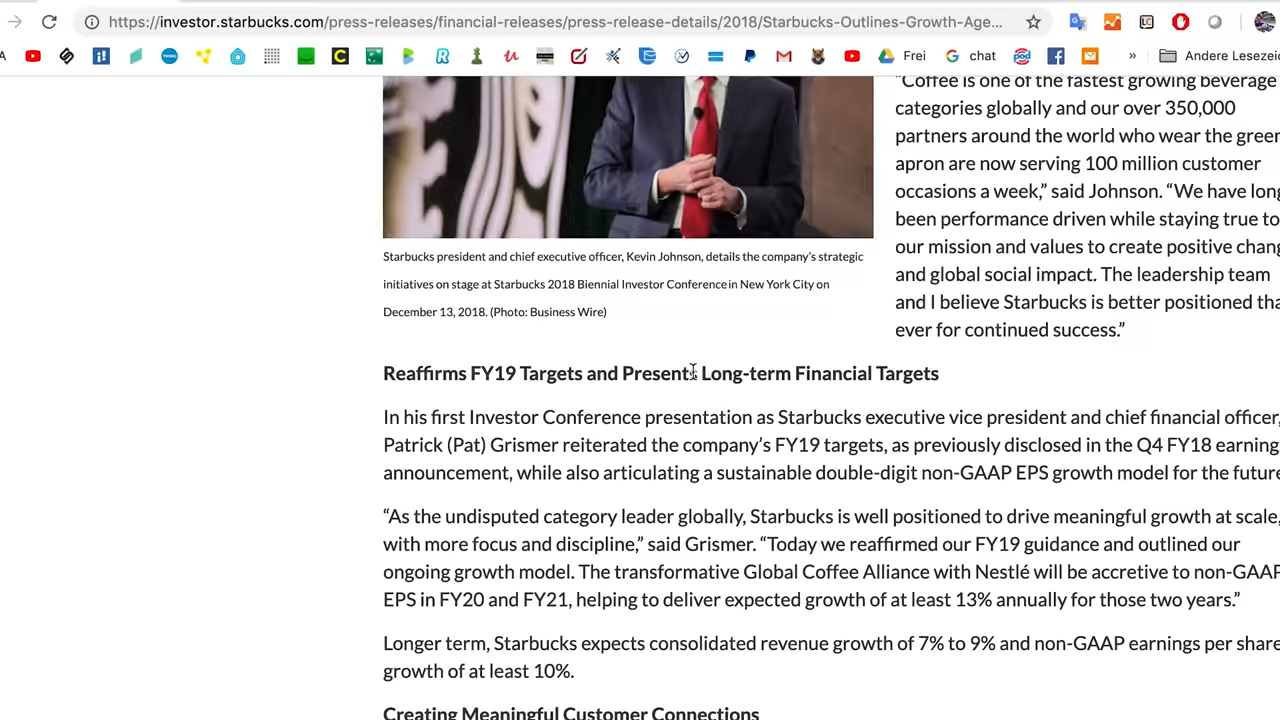 https://investor.starbucks.com/press-releases/financial-releases/press-release-details/2018/Starbucks-Outlines-Growth-Age...
Frei
chat
»
Andere Lesezeic
“Coffee is one of the fastest growing beverage
categories globally and our over 350,000
partners around the world who wear the green
apron are now serving 100 million customer
occasions a week,” said Johnson. “We have long
been performance driven while staying true to
our mission and values to create positive chang
and global social impact. The leadership team
and I believe Starbucks is better positioned tha
ever for continued success.”
Starbucks president and chief executive officer, Kevin Johnson, details the company's strategic
initiatives on stage at Starbucks 2018 Biennial Investor Conference in New York City on
December 13, 2018. (Photo: Business Wire)
Reaffirms FY19 Targets and Presents Long-term Financial Targets
In his first Investor Conference presentation as Starbucks executive vice president and chief financial officer,
Patrick (Pat) Grismer reiterated the company's FY19 targets, as previously disclosed in the Q4 FY18 earning
announcement, while also articulating a sustainable double-digit non-GAAP EPS growth model for the future
“As the undisputed category leader globally, Starbucks is well positioned to drive meaningful growth at scale,
with more focus and discipline,” said Grismer. “Today we reaffirmed our FY19 guidance and outlined our
ongoing growth model. The transformative Global Coffee Alliance with Nestlé will be accretive to non-GAAP
EPS in FY20 and FY21, helping to deliver expected growth of at least 13% annually for those two years.”
Longer term, Starbucks expects consolidated revenue growth of 7% to 9% and non-GAAP earnings per share
growth of at least 10%.
Creating Meaningful Customer Connections